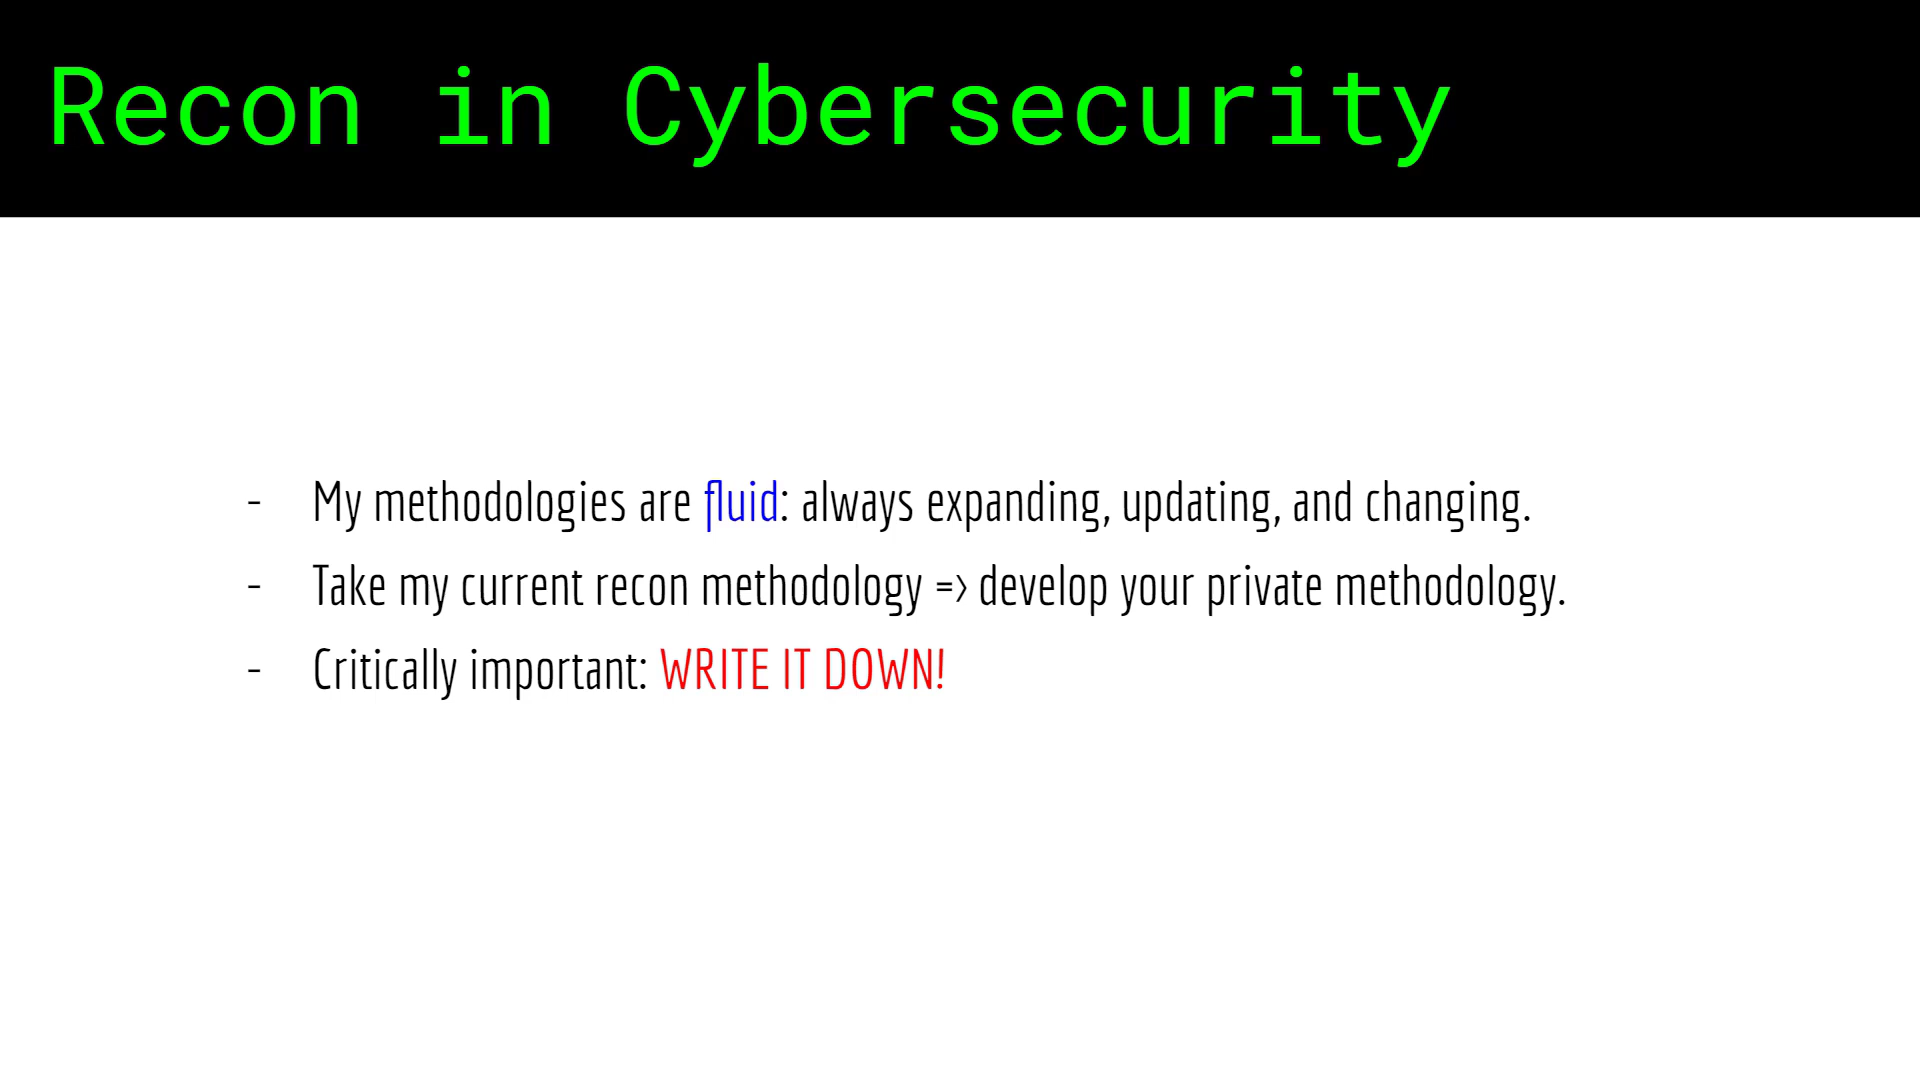 Recon in Cybersecurity
- My methodologies are fluid: always expanding, updating, and changing.
- Take my current recon methodology => develop your private methodology.
- Critically important: WRITE IT DOWN!